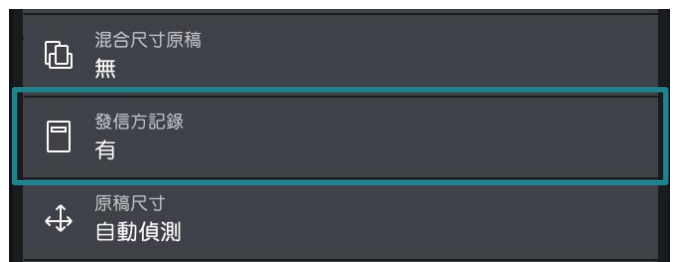 混合尺寸原稿
無
發信方記錄
有
原稿尺寸
自動偵測